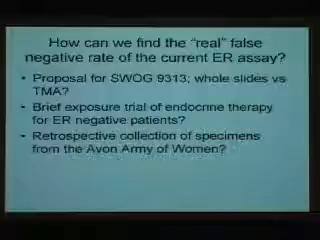 How can we find the "real" false
negative rate of the current ER assay?
• Proposal for SWOG 9313; whole slides vs
TMA?
• Brief exposure trial of endocrine therapy
for ER negative patients?
• Retrospective collection of specimens
from the Avon Army of Women?